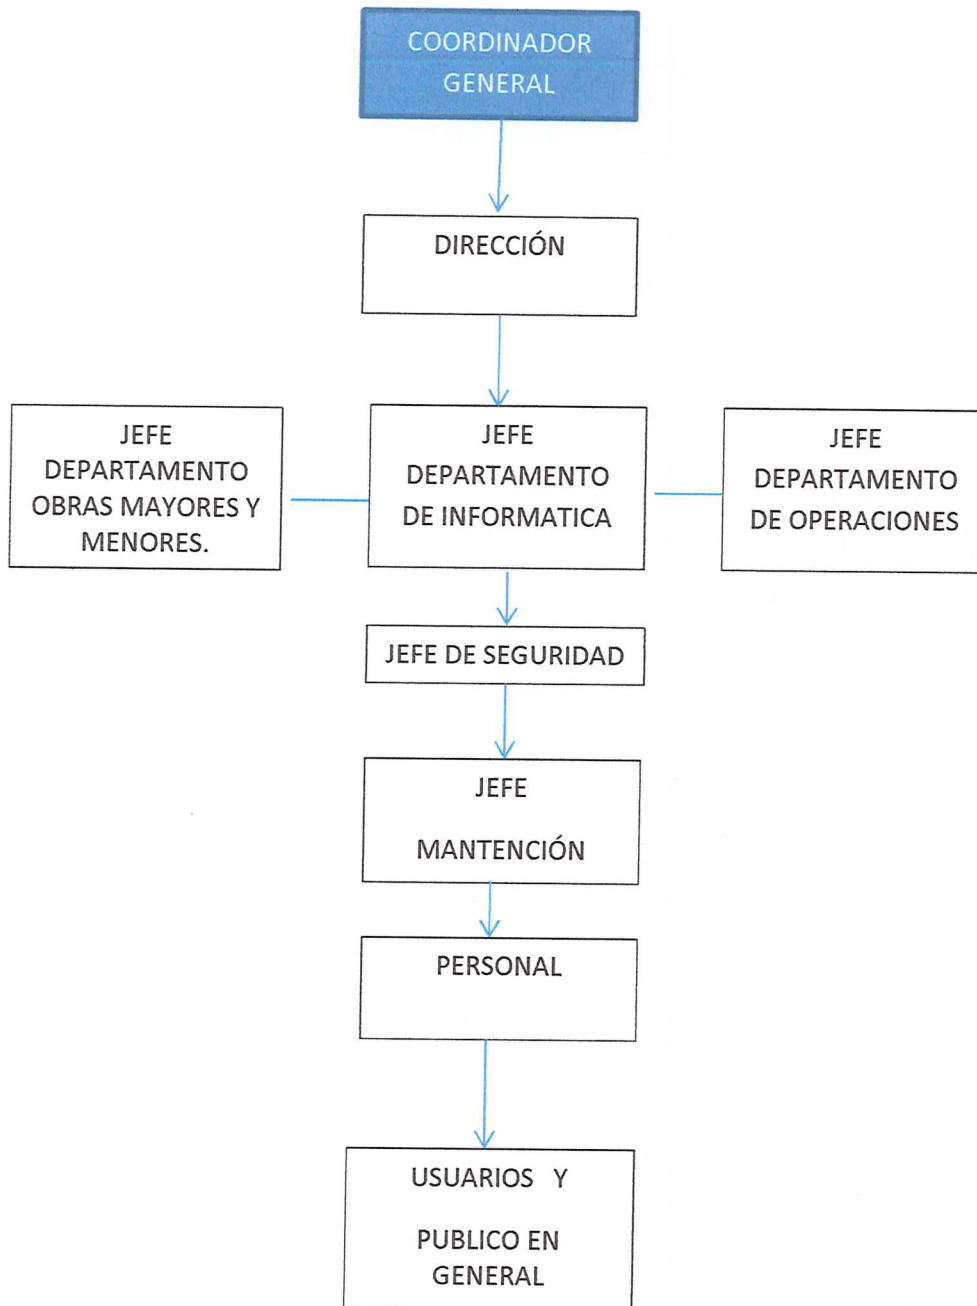 COORDINADOR
GENERAL
DIRECCIÓN
JEFE
DEPARTAMENTO
OBRAS MAYORES Y
MENORES.
JEFE
DEPARTAMENTO
DE INFORMATICA
JEFE
DEPARTAMENTO
DE OPERACIONES
JEFE DE SEGURIDAD
JEFE
MANTENCIÓN
PERSONAL
USUARIOS Y
PUBLICO EN
GENERAL